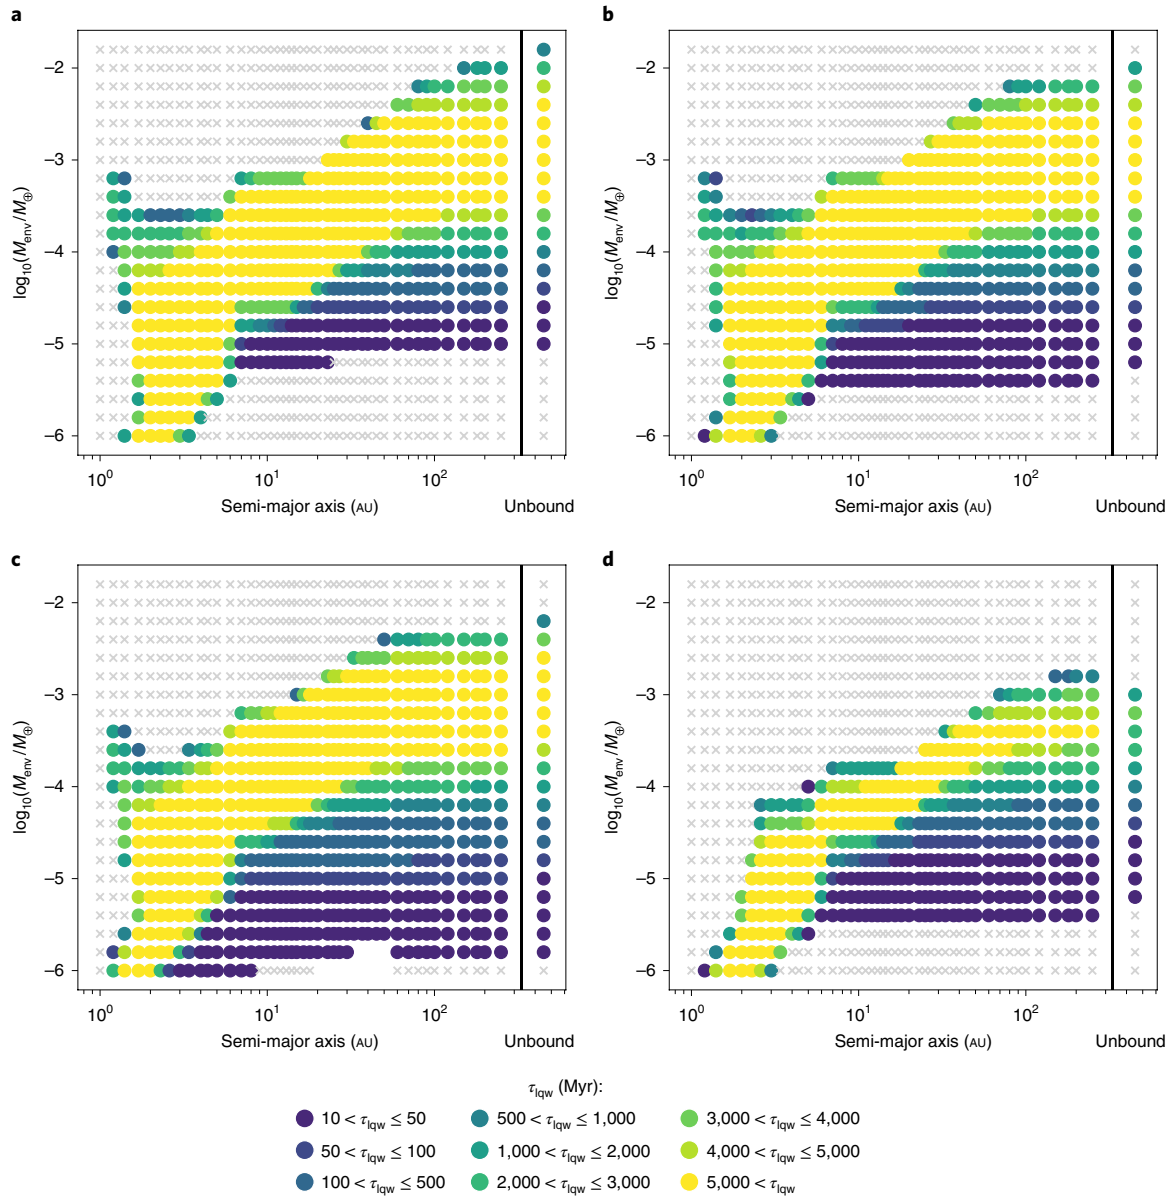 a
b
−2
−3
−4
−5
−6
log10(Menv/M⊕)
10^0
10^1
10^2
Semi-major axis (AU)
Unbound
−2
−3
−4
−5
−6
log10(Menv/M⊕)
10^0
10^1
10^2
Semi-major axis (AU)
Unbound
c
d
−2
−3
−4
−5
−6
log10(Menv/M⊕)
10^0
10^1
10^2
Semi-major axis (AU)
Unbound
−2
−3
−4
−5
−6
log10(Menv/M⊕)
10^0
10^1
10^2
Semi-major axis (AU)
Unbound
τlqw (Myr):
10 < τlqw ≤ 50
500 < τlqw ≤ 1,000
3,000 < τlqw ≤ 4,000
50 < τlqw ≤ 100
1,000 < τlqw ≤ 2,000
4,000 < τlqw ≤ 5,000
100 < τlqw ≤ 500
2,000 < τlqw ≤ 3,000
5,000 < τlqw